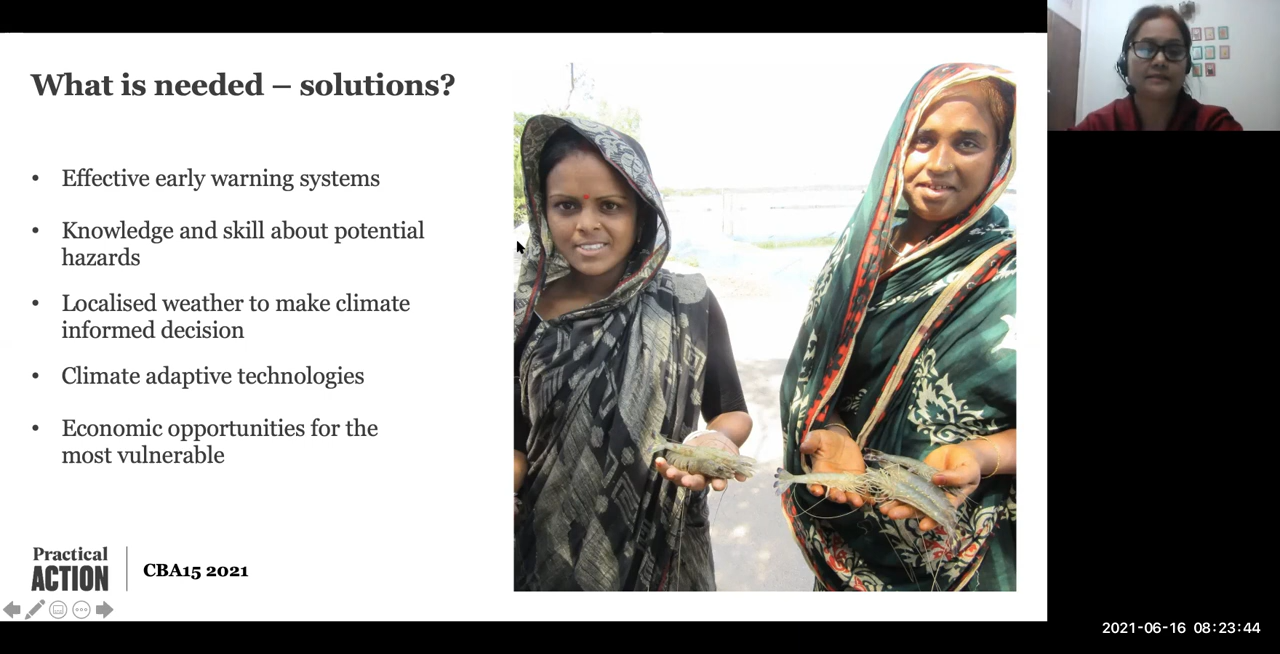 What is needed – solutions?
• Effective early warning systems
• Knowledge and skill about potential
hazards
• Localised weather to make climate
informed decision
• Climate adaptive technologies
• Economic opportunities for the
most vulnerable
Practical
ACTION
CBA15 2021
2021-06-16 08:23:44